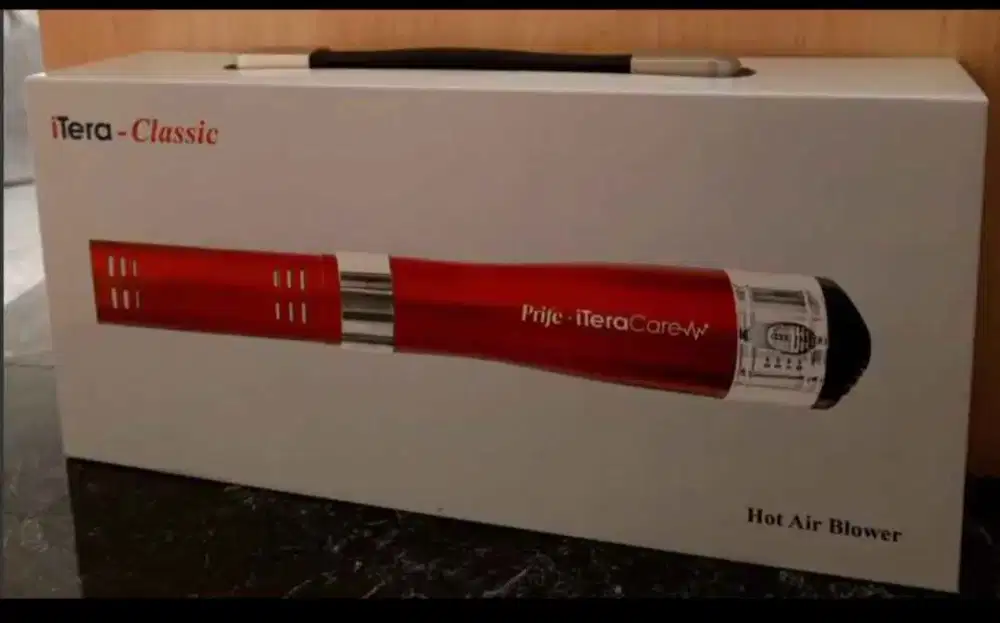 iTera - Classic
Prife - iTeraCare
Hot Air Blower